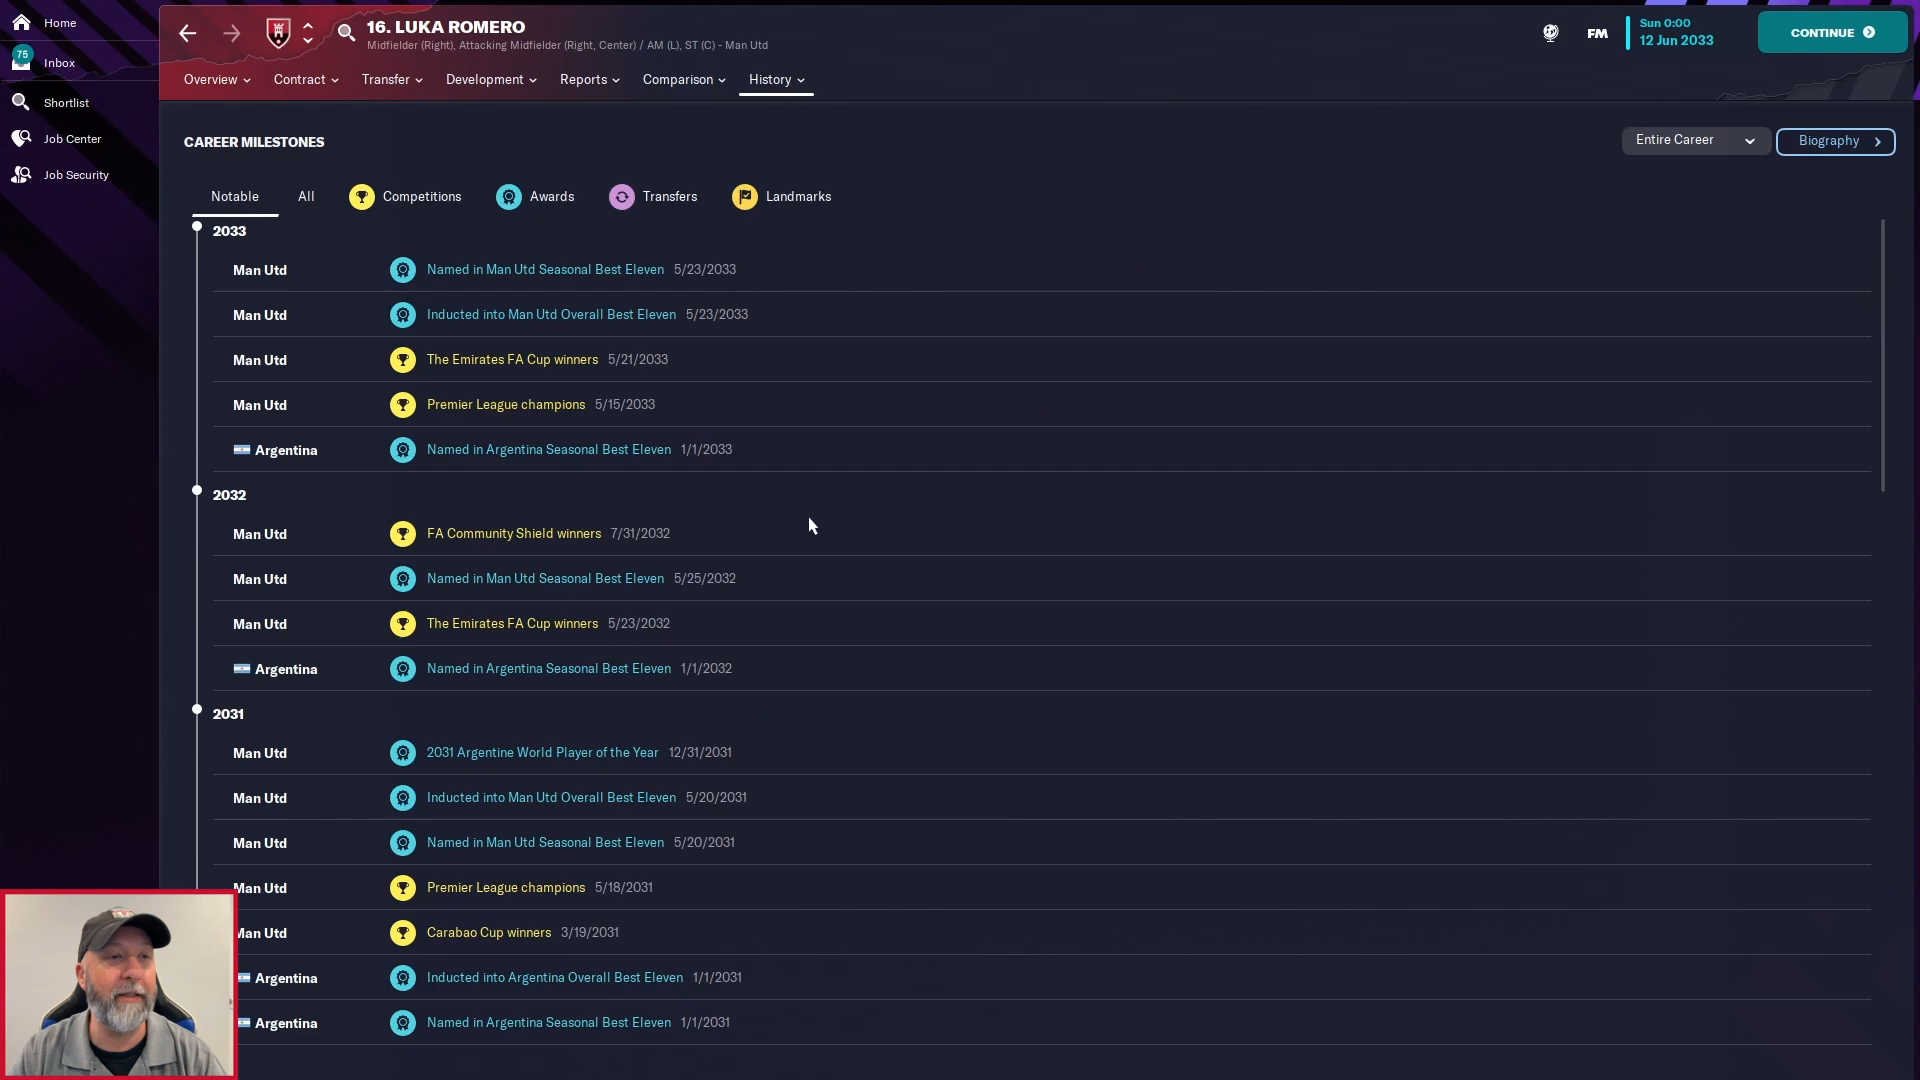 Home
75
Inbox
Shortlist
Job Center
Job Security
16. LUKA ROMERO
Midfielder (Right), Attacking Midfielder (Right, Center) / AM (L), ST (C) - Man Utd
FM
Sun 0:00
12 Jun 2033
CONTINUE
Overview
Contract
Transfer
Development
Reports
Comparison
History
CAREER MILESTONES
Entire Career
Biography
Notable
All
Competitions
Awards
Transfers
Landmarks
2033
Man Utd Named in Man Utd Seasonal Best Eleven 5/23/2033
Man Utd Inducted into Man Utd Overall Best Eleven 5/23/2033
Man Utd The Emirates FA Cup winners 5/21/2033
Man Utd Premier League champions 5/15/2033
Argentina Named in Argentina Seasonal Best Eleven 1/1/2033
2032
Man Utd FA Community Shield winners 7/31/2032
Man Utd Named in Man Utd Seasonal Best Eleven 5/25/2032
Man Utd The Emirates FA Cup winners 5/23/2032
Argentina Named in Argentina Seasonal Best Eleven 1/1/2032
2031
Man Utd 2031 Argentine World Player of the Year 12/31/2031
Man Utd Inducted into Man Utd Overall Best Eleven 5/20/2031
Man Utd Named in Man Utd Seasonal Best Eleven 5/20/2031
Man Utd Premier League champions 5/18/2031
Man Utd Carabao Cup winners 3/19/2031
Argentina Inducted into Argentina Overall Best Eleven 1/1/2031
Argentina Named in Argentina Seasonal Best Eleven 1/1/2031